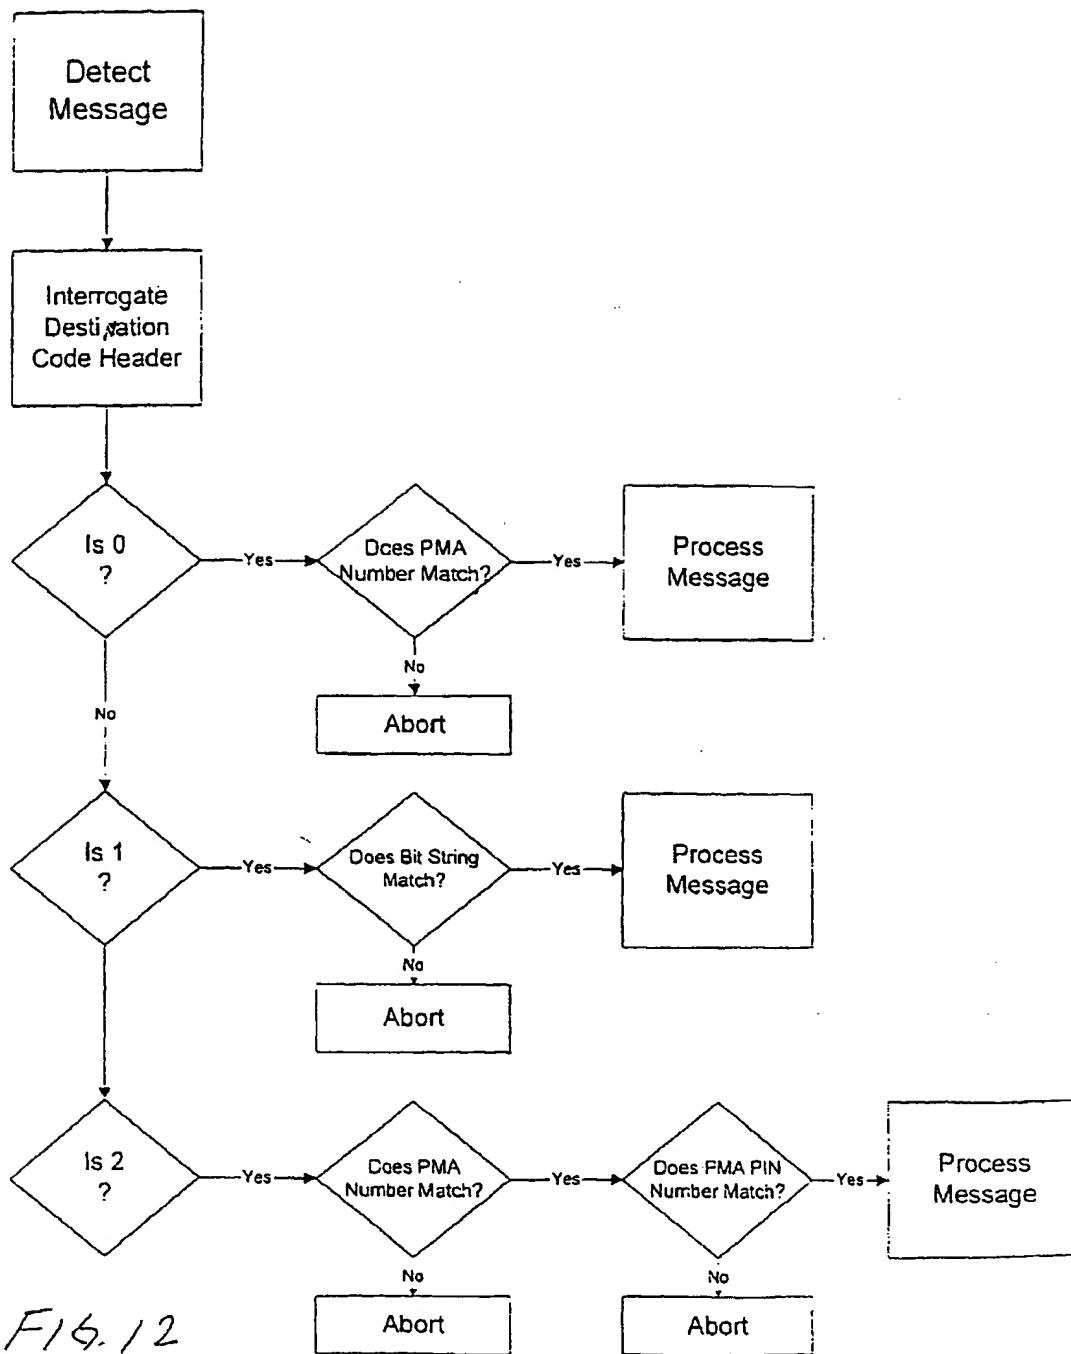 Detect
Message
Interrogate
Destination
Code Header
Is 0
?
Yes
Does PMA
Number Match?
Yes
Process
Message
No
Abort
No
Is 1
?
Yes
Does Bit String
Match?
Yes
Process
Message
No
Abort
Is 2
?
Yes
Does PMA
Number Match?
Yes
Does PMA PIN
Number Match?
Yes
Process
Message
No
Abort
No
Abort
FIG. 12